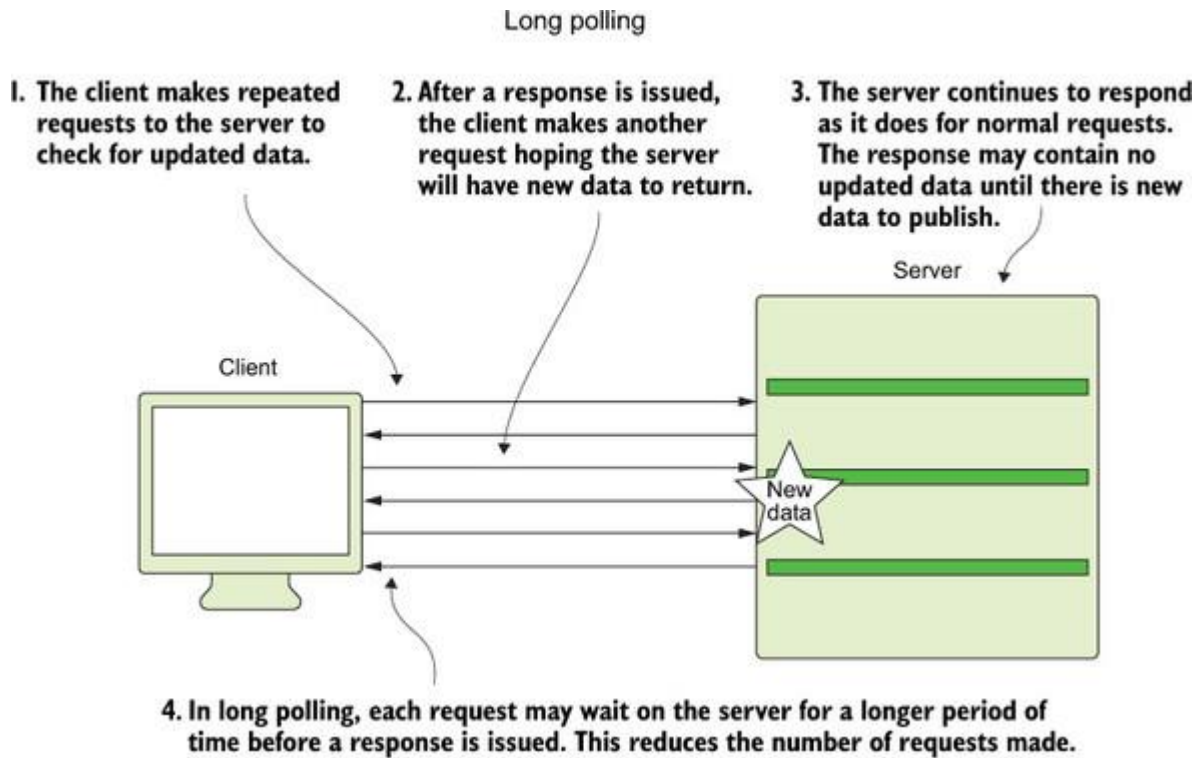 Long polling
1. The client makes repeated
requests to the server to
check for updated data.
2. After a response is issued,
the client makes another
request hoping the server
will have new data to return.
3. The server continues to respond
as it does for normal requests.
The response may contain no
updated data until there is new
data to publish.
Server
Client
New
data
4. In long polling, each request may wait on the server for a longer period of
time before a response is issued. This reduces the number of requests made.